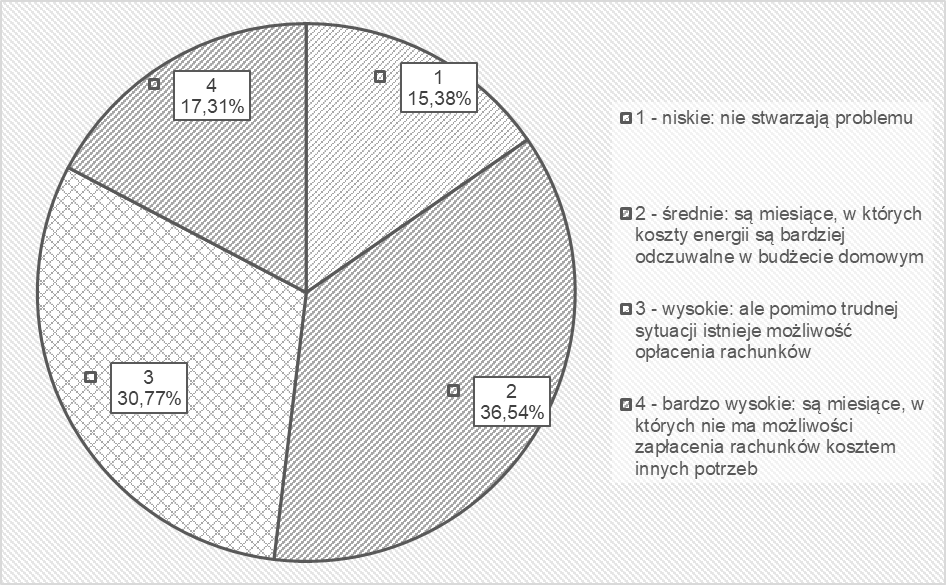 4
17,31%
1
15,38%
3
30,77%
2
36,54%
1 - niskie: nie stwarzają problemu
2 - średnie: są miesiące, w których
koszty energii są bardziej
odczuwalne w budżecie domowym
3 - wysokie: ale pomimo trudnej
sytuacji istnieje możliwość
opłacenia rachunków
4 - bardzo wysokie: są miesiące, w
których nie ma możliwości
zapłacenia rachunków kosztem
innych potrzeb